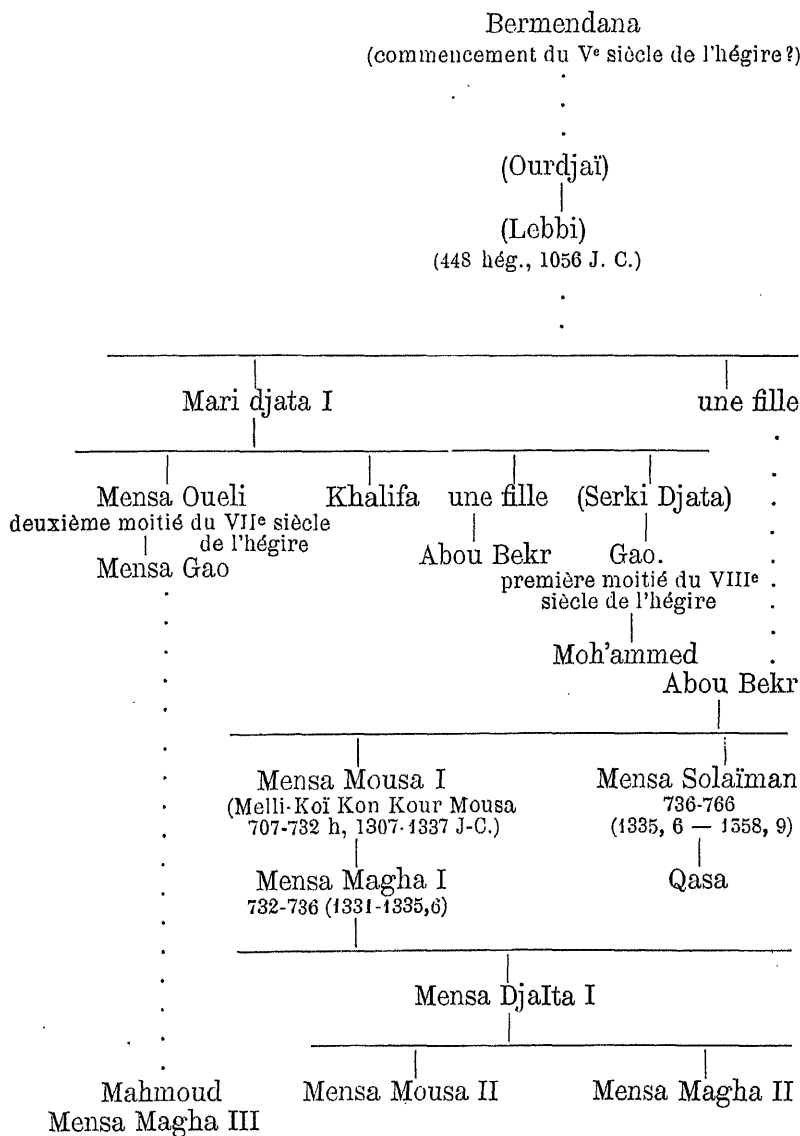 Bermendana
(commencement du Vᵉ siècle de l'hégire?)
(Ourdjaï)
(Lebbi)
(448 hég., 1056 J. C.)
Mari djata I une fille
Mensa Oueli Khalifa une fille (Serki Djata)
deuxième moitié du VIIᵉ siècle
de l'hégire
Mensa Gao Abou Bekr Gao.
première moitié du VIIIᵉ
siècle de l'hégire
Moh'ammed
Abou Bekr
Mensa Mousa I Mensa Solaïman
(Melli-Koï Kon Kour Mousa 736-766
707-732 h, 1307-1337 J-C.) (1335, 6 — 1358, 9)
Mensa Magha I Qasa
732-736 (1331-1335,6)
Mensa DjaIta I
Mahmoud Mensa Mousa II Mensa Magha II
Mensa Magha III